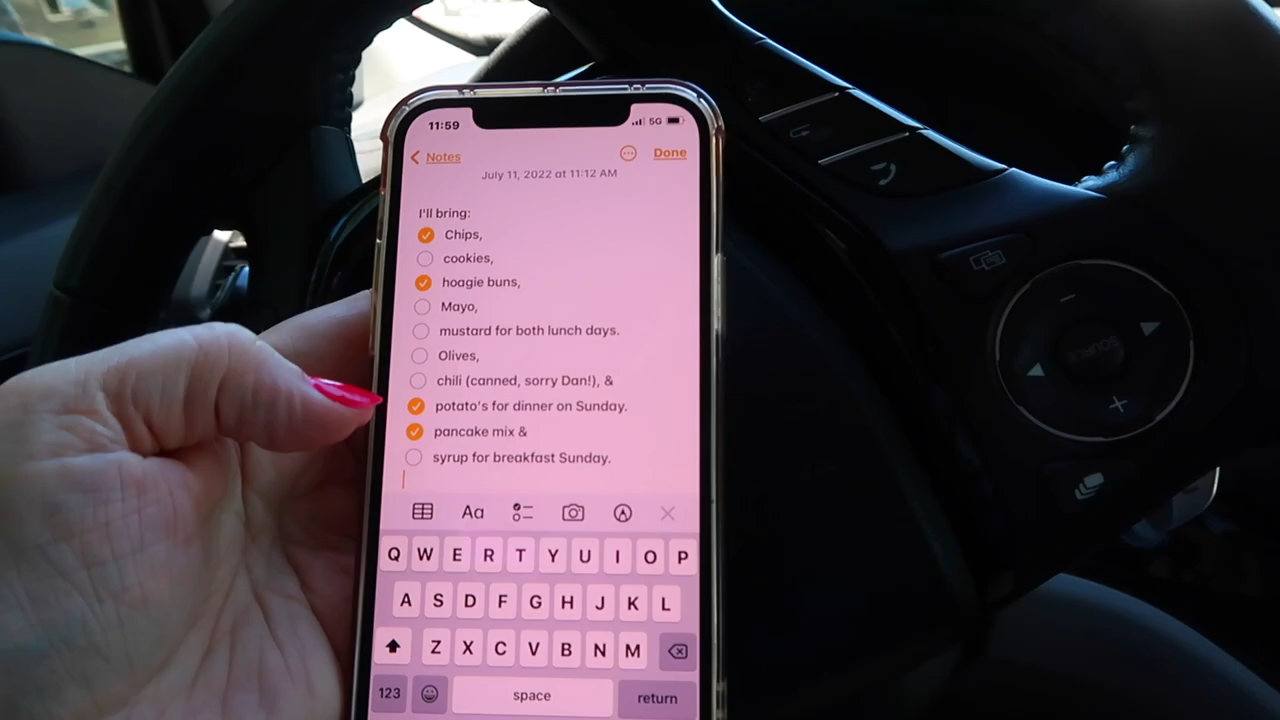 11:59
5G
Notes
Done
July 11, 2022 at 11:12 AM
I'll bring:
Chips,
cookies,
hoagie buns,
Mayo,
mustard for both lunch days.
Olives,
chili (canned, sorry Dan!), &
potato's for dinner on Sunday.
pancake mix &
syrup for breakfast Sunday.
Aa
Q W E R T Y U I O P
A S D F G H J K L
Z X C V B N M
123
space
return
SOURCE